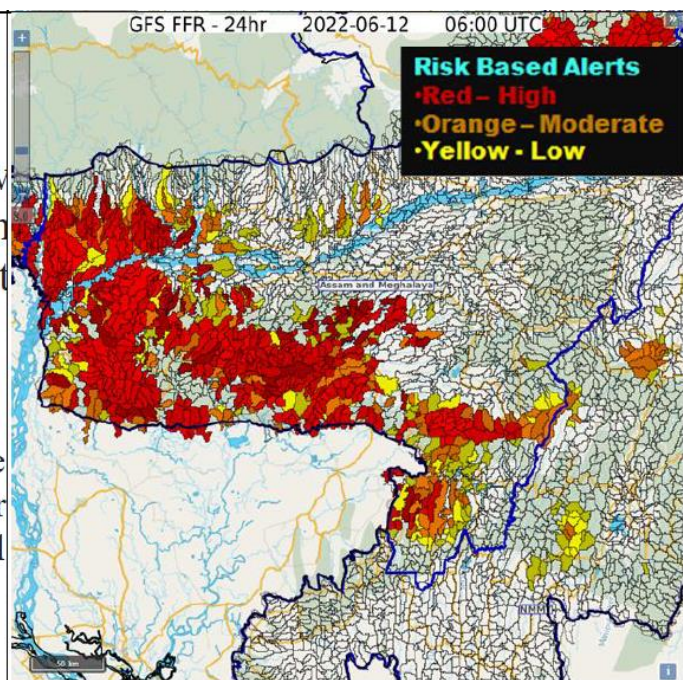 GFS FFR - 24hr 2022-06-12 06:00 UTC
Risk Based Alerts
•Red – High
•Orange – Moderate
•Yellow - Low
Assam and Meghalaya
NMM
50 km